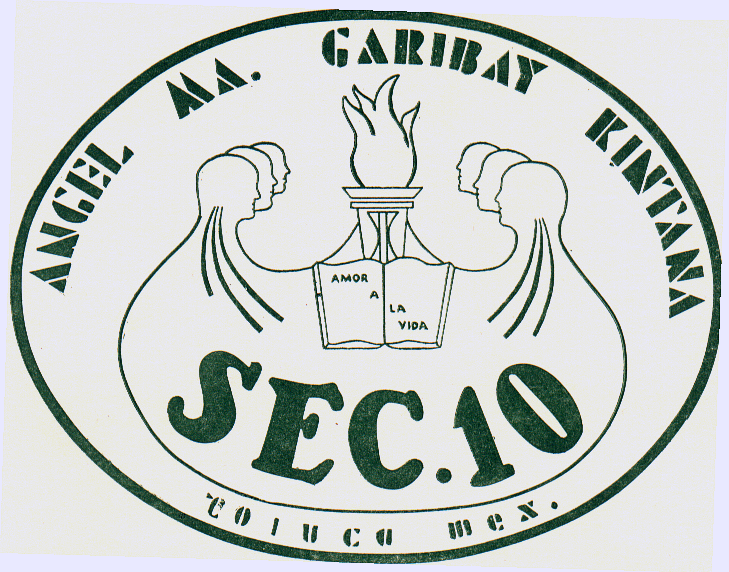 ANGEL MA. GARIBAY KINTANA
AMOR
A
LA
VIDA
SEC.10
Toluca Mex.